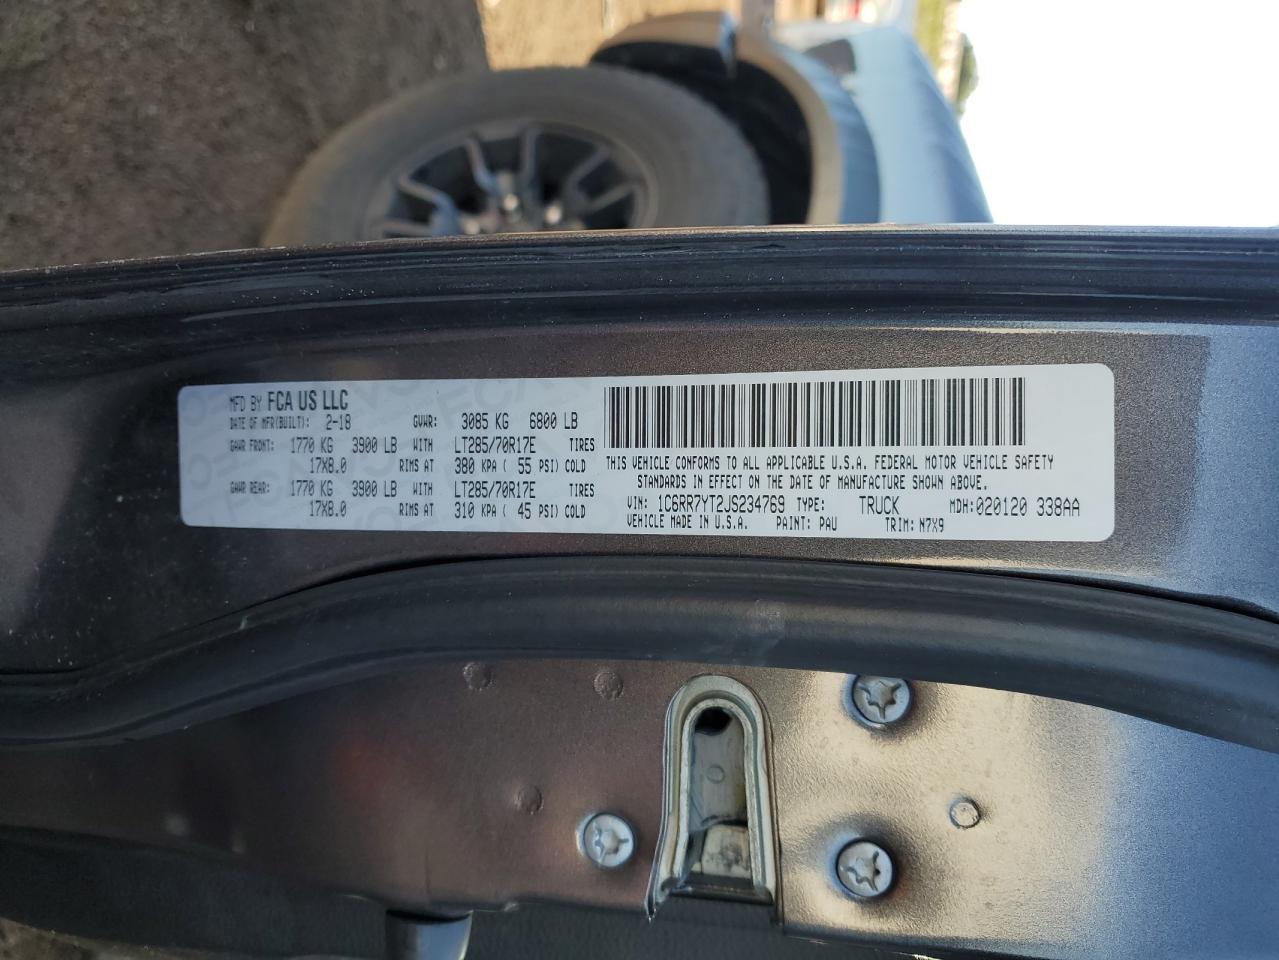 MFD BY FCA US LLC
DATE OF MFR(BUILT): 2-18 GVWR: 3085 KG 6800 LB
GAWR FRONT: 1770 KG 3900 LB WITH LT285/70R17E TIRES
17X8.0 RIMS AT 380 KPA ( 55 PSI) COLD
GAWR REAR: 1770 KG 3900 LB WITH LT285/70R17E TIRES
17X8.0 RIMS AT 310 KPA ( 45 PSI) COLD
THIS VEHICLE CONFORMS TO ALL APPLICABLE U.S.A. FEDERAL MOTOR VEHICLE SAFETY
STANDARDS IN EFFECT ON THE DATE OF MANUFACTURE SHOWN ABOVE.
VIN: 1C6RR7YT2JS234769 TYPE: TRUCK MDH:020120 338AA
VEHICLE MADE IN U.S.A. PAINT: PAU TRIM: N7X9